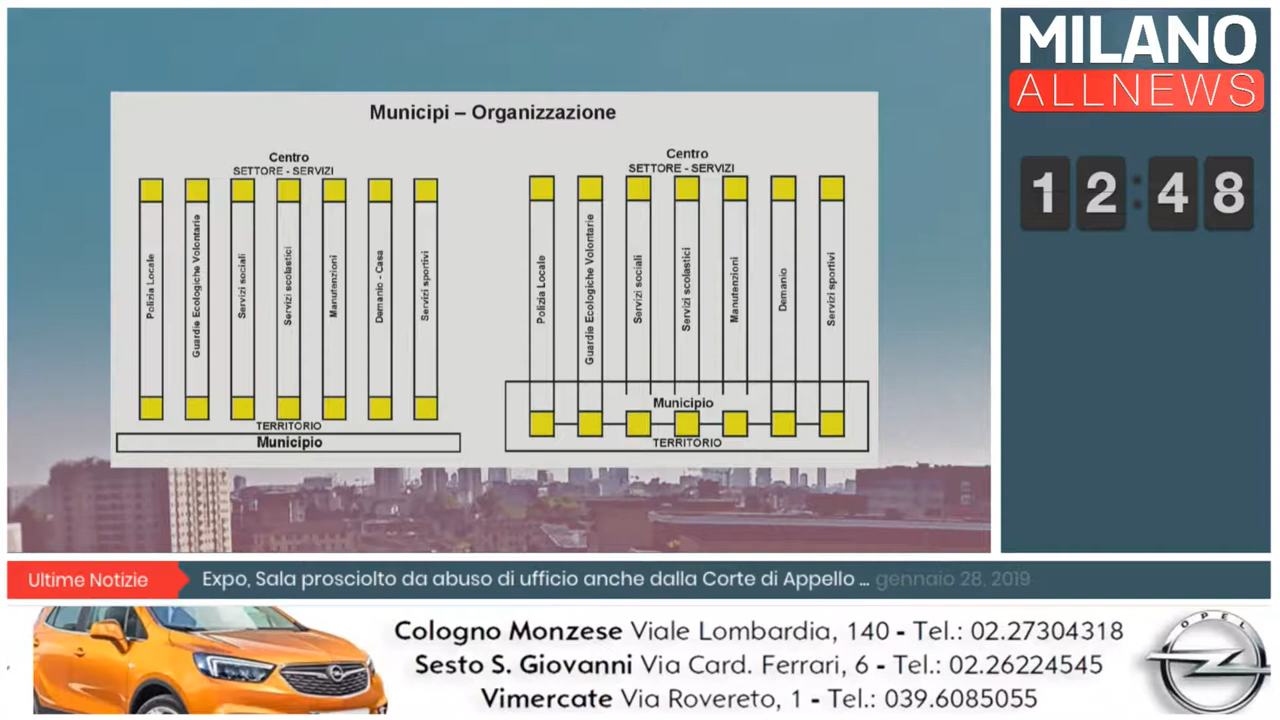 MILANO
ALLNEWS
12:48
Municipi – Organizzazione
Centro
SETTORE - SERVIZI
Polizia Locale
Guardie Ecologiche Volontarie
Servizi sociali
Servizi scolastici
Manutenzioni
Demanio - Casa
Servizi sportivi
TERRITORIO
Municipio
Centro
SETTORE - SERVIZI
Polizia Locale
Guardie Ecologiche Volontarie
Servizi sociali
Servizi scolastici
Manutenzioni
Demanio
Servizi sportivi
Municipio
TERRITORIO
Ultime Notizie
Expo, Sala prosciolto da abuso di ufficio anche dalla Corte di Appello ... gennaio 28, 2019
Cologno Monzese Viale Lombardia, 140 - Tel.: 02.27304318
Sesto S. Giovanni Via Card. Ferrari, 6 - Tel.: 02.26224545
Vimercate Via Rovereto, 1 - Tel.: 039.6085055
OPEL